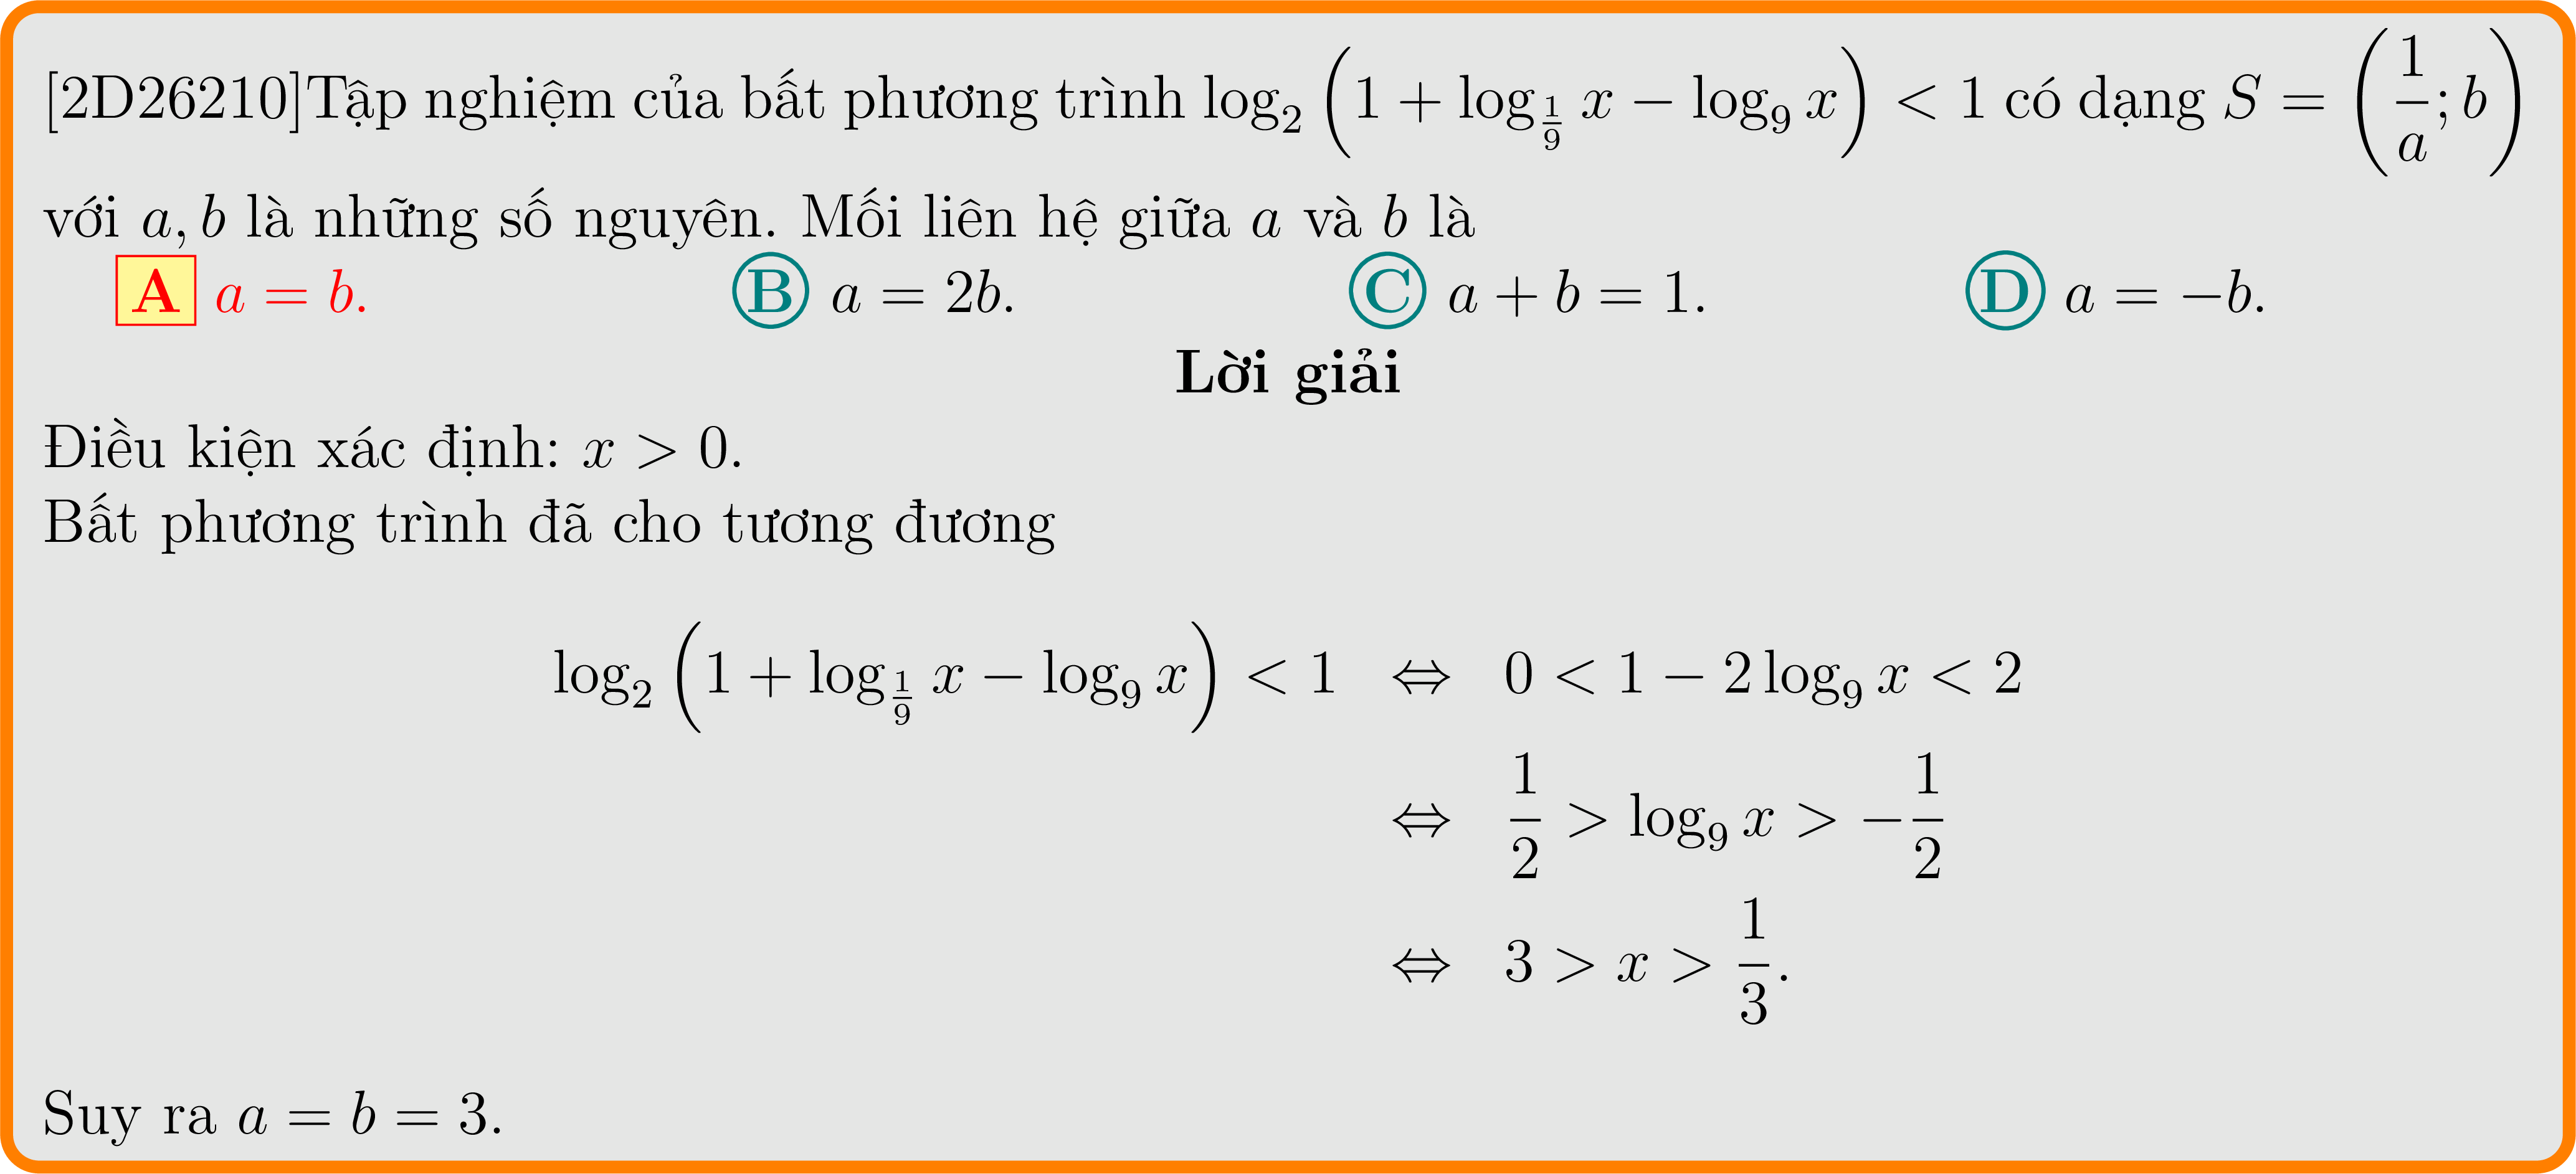 [2D26210]Tập nghiệm của bất phương trình $\log_2\left(1+\log_{\frac{1}{9}}x-\log_9 x\right)<1$ có dạng $S=\left(\dfrac{1}{a};b\right)$
với $a,b$ là những số nguyên. Mối liên hệ giữa $a$ và $b$ là
A $a=b$. B $a=2b$. C $a+b=1$. D $a=-b$.
Lời giải
Điều kiện xác định: $x>0$.
Bất phương trình đã cho tương đương
$\log_2\left(1+\log_{\frac{1}{9}}x-\log_9 x\right)<1 \Leftrightarrow 0<1-2\log_9 x<2$
$\Leftrightarrow \dfrac{1}{2}>\log_9 x>-\dfrac{1}{2}$
$\Leftrightarrow 3>x>\dfrac{1}{3}.$
Suy ra $a=b=3$.